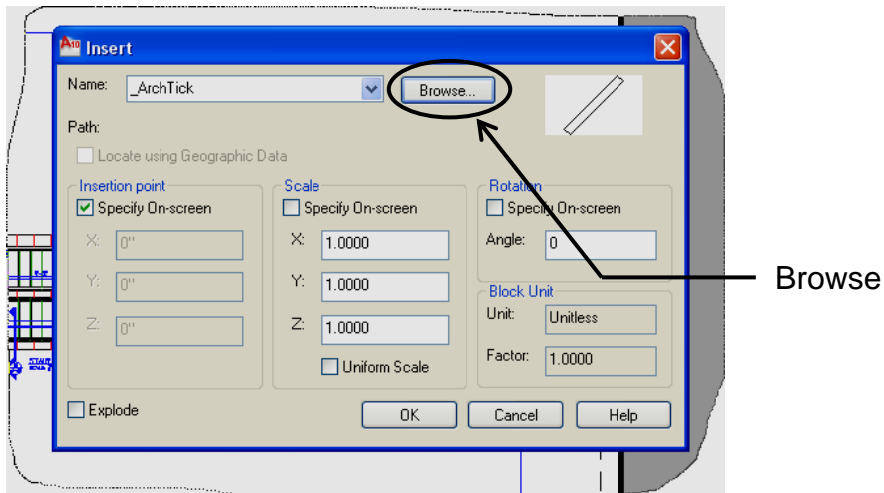 A10 Insert
Name: _ArchTick Browse...
Path:
Locate using Geographic Data
Insertion point Scale Rotation
Specify On-screen Specify On-screen Specify On-screen
X: 0" X: 1.0000 Angle: 0
Y: 0" Y: 1.0000 Block Unit
Browse
Z: 0" Z: 1.0000 Unit: Unitless
Uniform Scale Factor: 1.0000
Explode OK Cancel Help